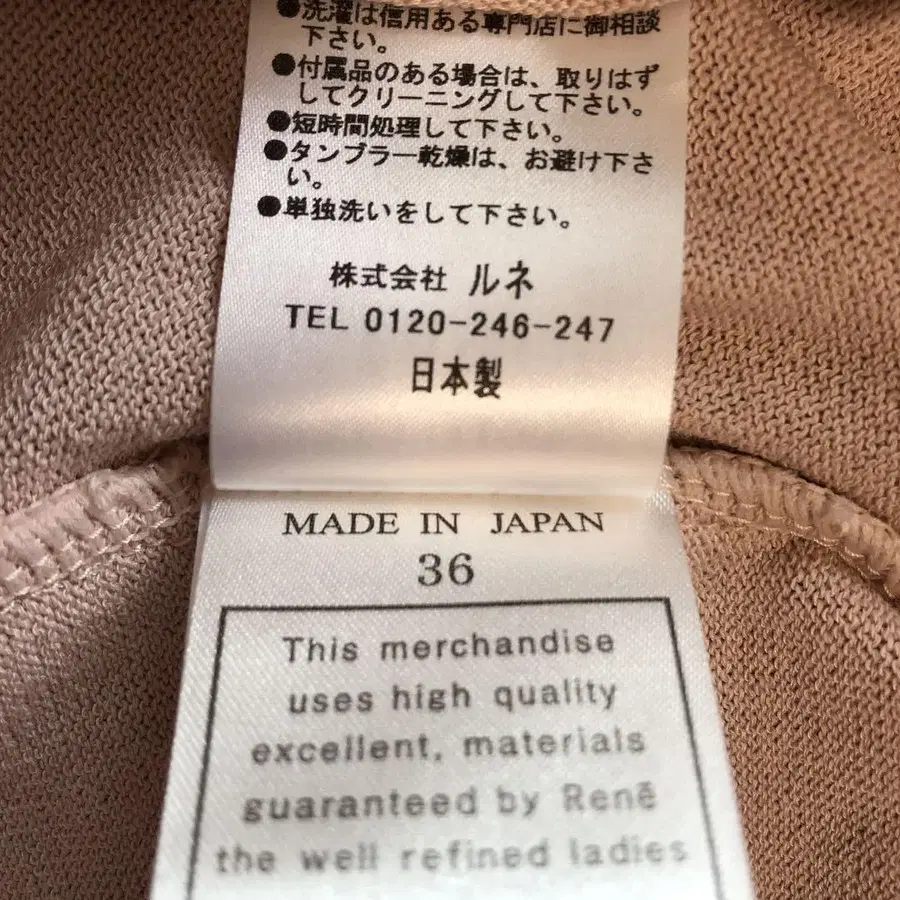 ●洗濯は信用ある専門店に御相談
下さい。
●付属品のある場合は、取りはず
してクリーニングして下さい。
●短時間処理して下さい。
●タンブラー乾燥は、お避け下さ
い。
●単独洗いをして下さい。
株式会社 ルネ
TEL 0120-246-247
日本製
MADE IN JAPAN
36
This merchandise
uses high quality
excellent, materials
guaranteed by Renē
the well refined ladies